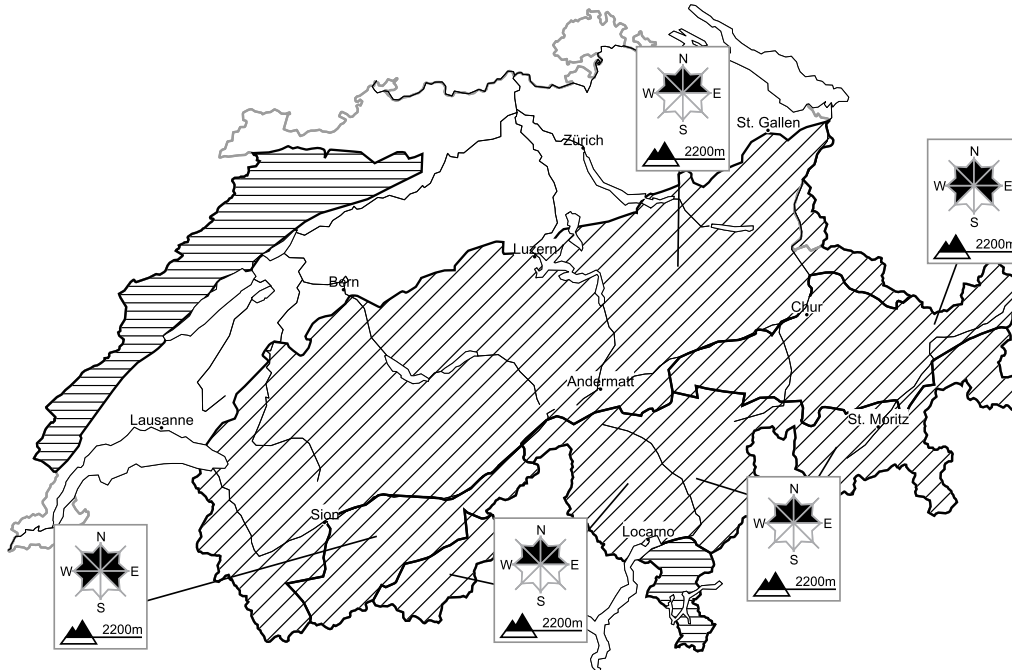 N
W E
S
2200m
St. Gallen
Zürich
N
W E
S
2200m
Luzern
Bern
Chur
Andermatt
Lausanne
St. Moritz
N
W E
S
2200m
Sion
Locarno
N
W E
S
2200m
N
W E
S
2200m